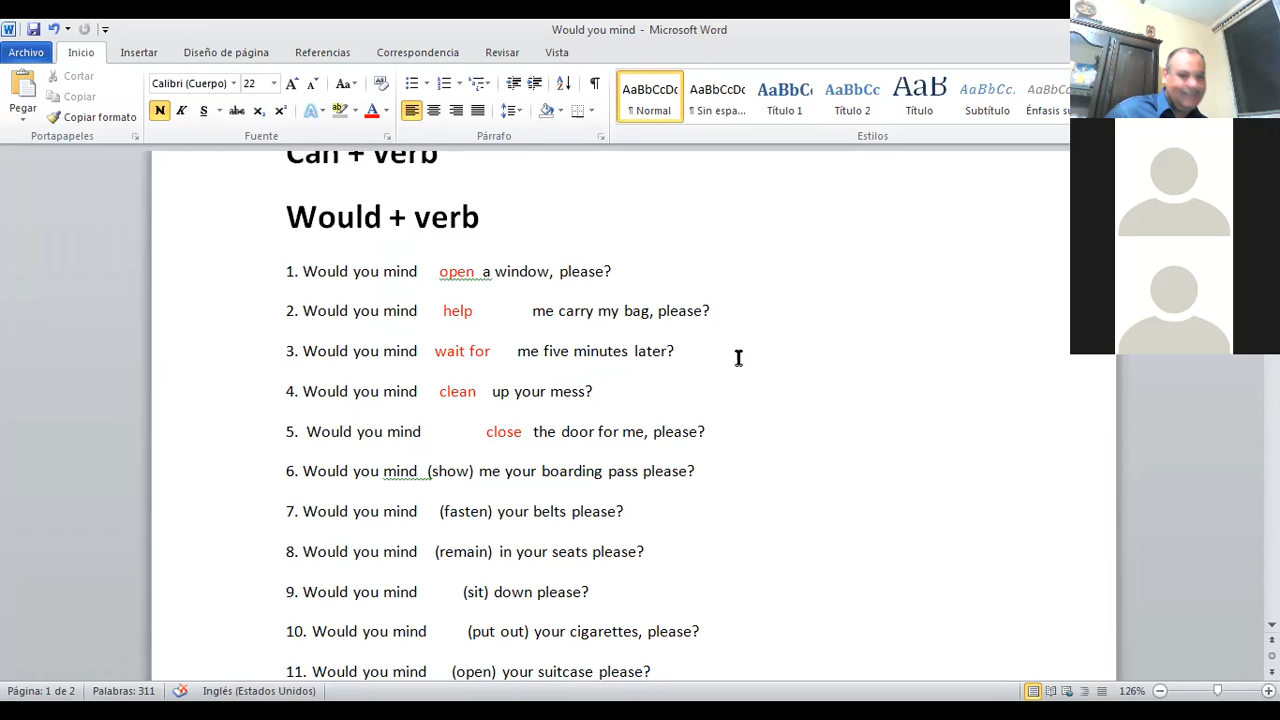 Would you mind - Microsoft Word
Archivo Inicio Insertar Diseño de página Referencias Correspondencia Revisar Vista
Pegar
Cortar
Copiar
Copiar formato
Portapapeles
Calibri (Cuerpo) 22
N K S abc x₂ x²
Fuente
Párrafo
AaBbCcDc AaBbCcDc AaBbC AaBbCc AaB AaBbCc. AaBbCc
¶ Normal ¶ Sin espa... Título 1 Título 2 Título Subtítulo Énfasis su
Estilos
Can + verb
Would + verb
1. Would you mind open a window, please?
2. Would you mind help me carry my bag, please?
3. Would you mind wait for me five minutes later?
4. Would you mind clean up your mess?
5. Would you mind close the door for me, please?
6. Would you mind (show) me your boarding pass please?
7. Would you mind (fasten) your belts please?
8. Would you mind (remain) in your seats please?
9. Would you mind (sit) down please?
10. Would you mind (put out) your cigarettes, please?
11. Would you mind (open) your suitcase please?
Página: 1 de 2 Palabras: 311 Inglés (Estados Unidos) 126%